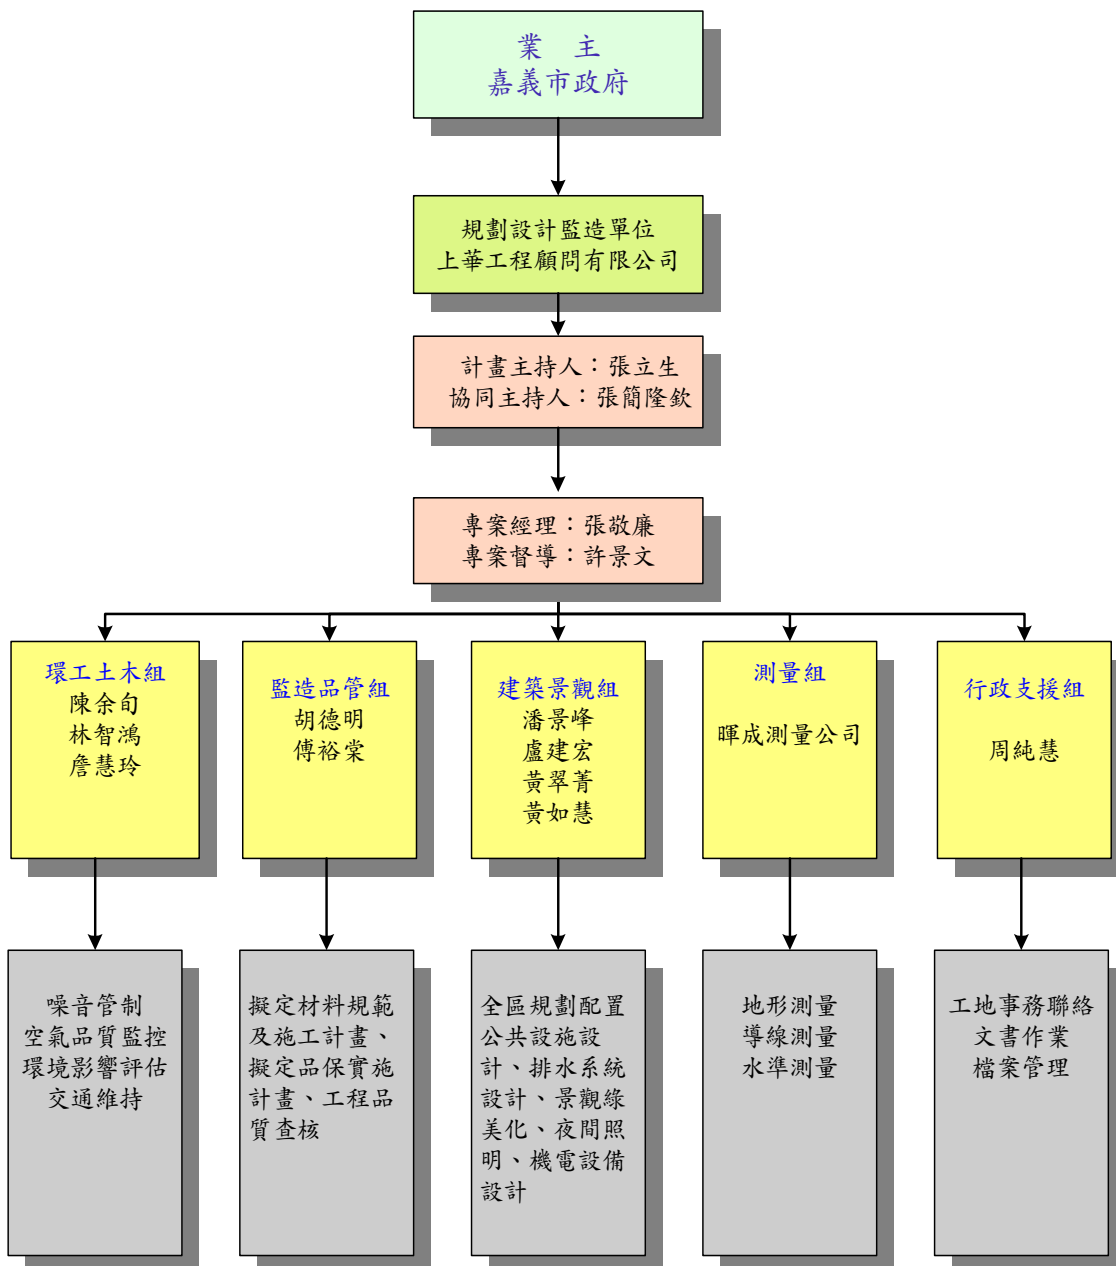 業　主
嘉義市政府
規劃設計監造單位
上華工程顧問有限公司
計畫主持人：張立生
協同主持人：張簡隆欽
專案經理：張敬廉
專案督導：許景文
環工土木組
陳余旬
林智鴻
詹慧玲
監造品管組
胡德明
傅裕棠
建築景觀組
潘景峰
盧建宏
黃翠菁
黃如慧
測量組
暉成測量公司
行政支援組
周純慧
噪音管制
空氣品質監控
環境影響評估
交通維持
擬定材料規範
及施工計畫、
擬定品保實施
計畫、工程品
質查核
全區規劃配置
公共設施設
計、排水系統
設計、景觀綠
美化、夜間照
明、機電設備
設計
地形測量
導線測量
水準測量
工地事務聯絡
文書作業
檔案管理